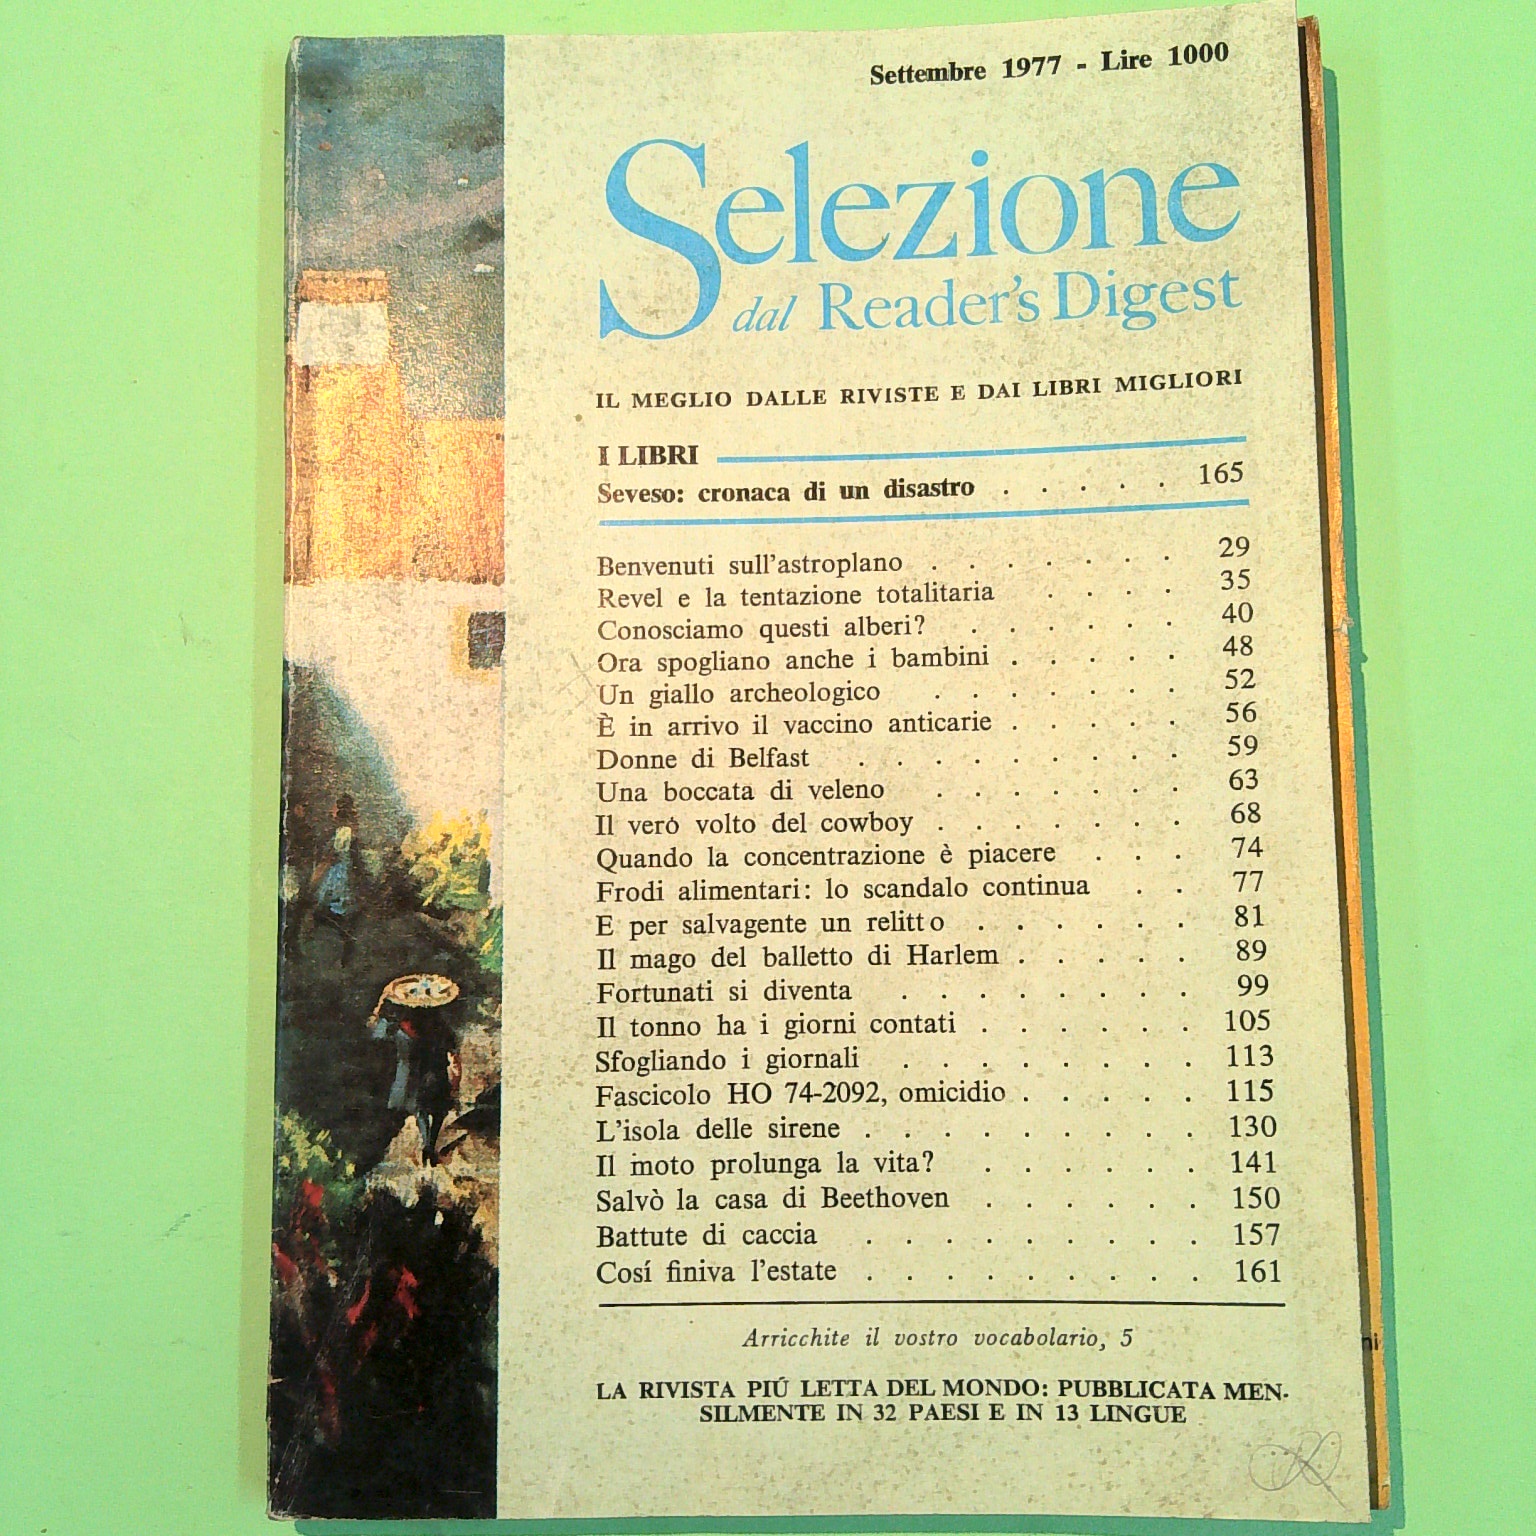 Settembre 1977 - Lire 1000
Selezione
dal Reader's Digest
IL MEGLIO DALLE RIVISTE E DAI LIBRI MIGLIORI
I LIBRI
Seveso: cronaca di un disastro . . . . . 165
Benvenuti sull'astroplano . . . . . . . 29
Revel e la tentazione totalitaria . . . . 35
Conosciamo questi alberi? . . . . . . 40
Ora spogliano anche i bambini . . . . . 48
Un giallo archeologico . . . . . . . 52
È in arrivo il vaccino anticarie . . . . . 56
Donne di Belfast . . . . . . . . . 59
Una boccata di veleno . . . . . . . 63
Il vero volto del cowboy . . . . . . . 68
Quando la concentrazione è piacere . . . 74
Frodi alimentari: lo scandalo continua . . 77
E per salvagente un relitto . . . . . . 81
Il mago del balletto di Harlem . . . . . 89
Fortunati si diventa . . . . . . . . 99
Il tonno ha i giorni contati . . . . . . 105
Sfogliando i giornali . . . . . . . . 113
Fascicolo HO 74-2092, omicidio . . . . . 115
L'isola delle sirene . . . . . . . . . 130
Il moto prolunga la vita? . . . . . . 141
Salvò la casa di Beethoven . . . . . . 150
Battute di caccia . . . . . . . . . 157
Cosí finiva l'estate . . . . . . . . . 161
Arricchite il vostro vocabolario, 5
LA RIVISTA PIÚ LETTA DEL MONDO: PUBBLICATA MEN-
SILMENTE IN 32 PAESI E IN 13 LINGUE